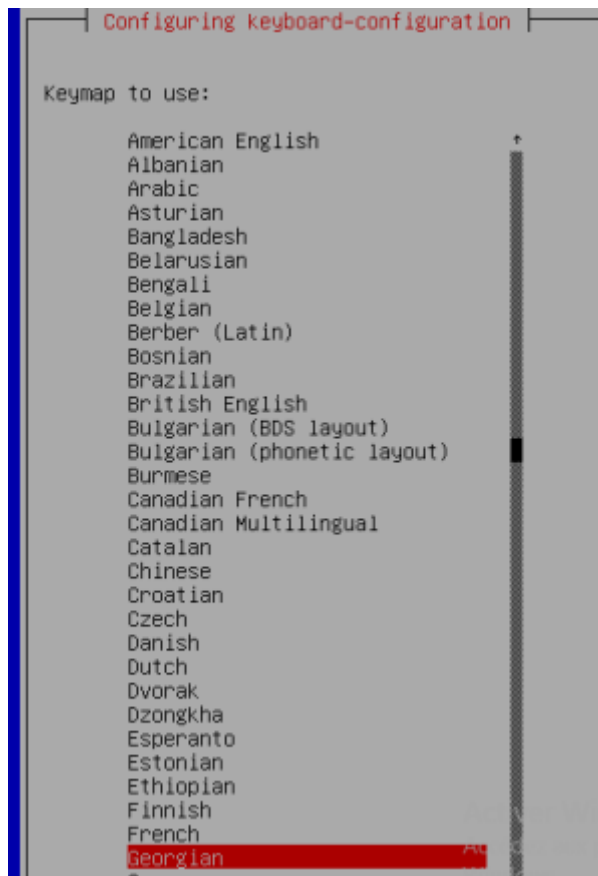 Configuring keyboard-configuration
Keymap to use:
American English
Albanian
Arabic
Asturian
Bangladesh
Belarusian
Bengali
Belgian
Berber (Latin)
Bosnian
Brazilian
British English
Bulgarian (BDS layout)
Bulgarian (phonetic layout)
Burmese
Canadian French
Canadian Multilingual
Catalan
Chinese
Croatian
Czech
Danish
Dutch
Dvorak
Dzongkha
Esperanto
Estonian
Ethiopian
Finnish
French
Georgian